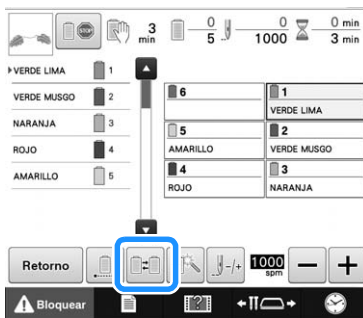 3 min
0
5
0
1000
0 min
3 min
VERDE LIMA 1
VERDE MUSGO 2
NARANJA 3
ROJO 4
AMARILLO 5
6
1
VERDE LIMA
5
AMARILLO
2
VERDE MUSGO
4
ROJO
3
NARANJA
Retorno
-/+
1000
spm
Bloquear
?